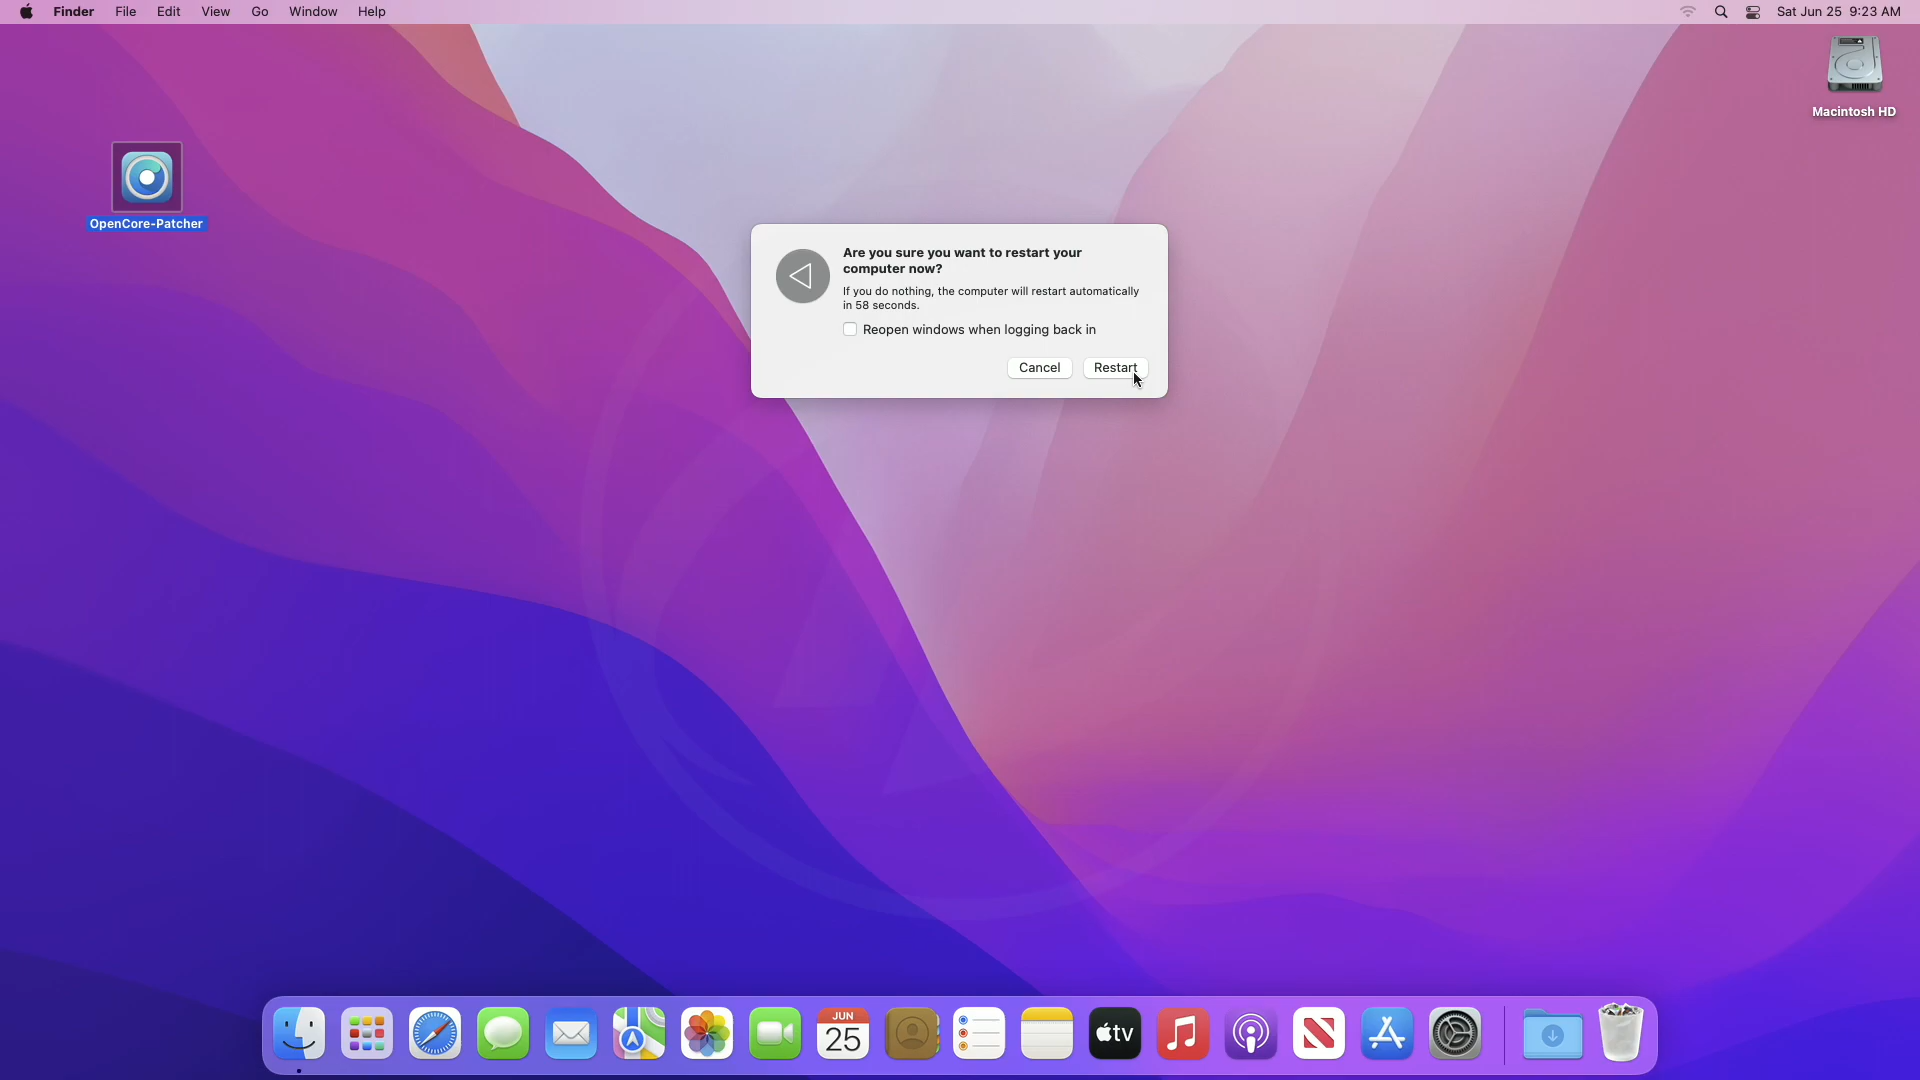 Finder File Edit View Go Window Help
Sat Jun 25 9:23 AM
Macintosh HD
OpenCore-Patcher
Are you sure you want to restart your
computer now?
If you do nothing, the computer will restart automatically
in 58 seconds.
Reopen windows when logging back in
Cancel Restart
JUN
25
tv